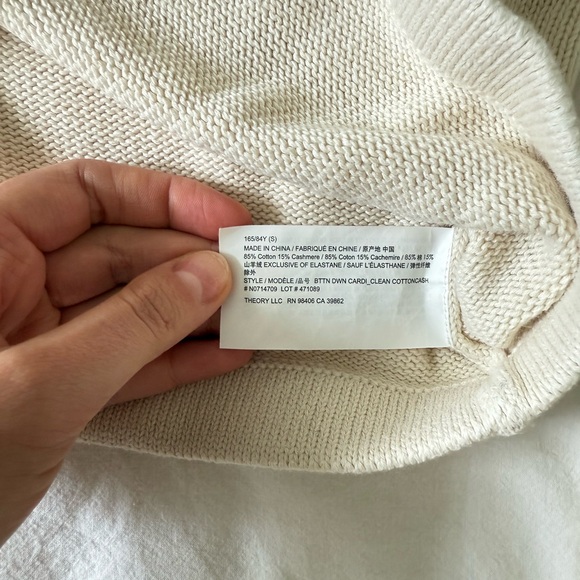 165/84Y (S)
MADE IN CHINA / FABRIQUÉ EN CHINE / 原产地 中国
85% Cotton 15% Cashmere / 85% Coton 15% Cachemire / 85% 棉 15%
山羊绒 EXCLUSIVE OF ELASTANE / SAUF L'ÉLASTHANE / 弹性纤维
除外
STYLE / MODÈLE /品号 BTTN DWN CARDI_CLEAN COTTONCASH
# N0714709 LOT # 471089
THEORY LLC RN 98406 CA 39862